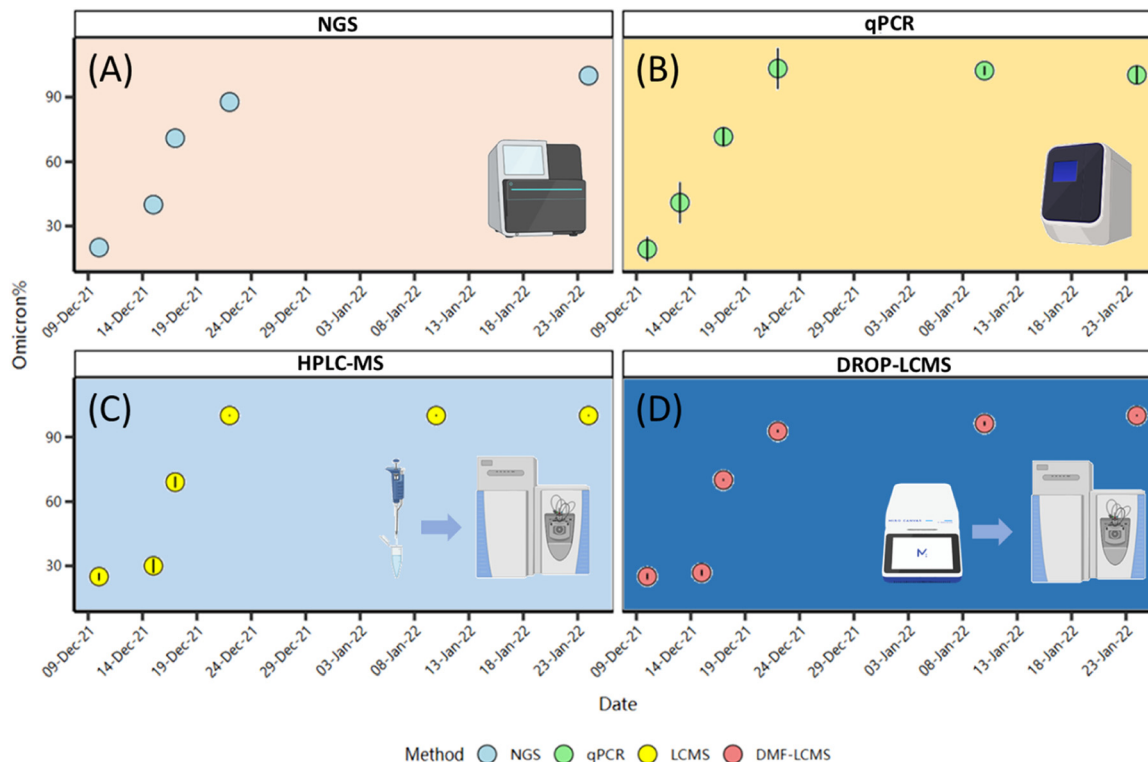 NGS
qPCR
(A)
(B)
90
60
30
09-Dec-21
14-Dec-21
19-Dec-21
24-Dec-21
29-Dec-21
03-Jan-22
08-Jan-22
13-Jan-22
18-Jan-22
23-Jan-22
09-Dec-21
14-Dec-21
19-Dec-21
24-Dec-21
29-Dec-21
03-Jan-22
08-Jan-22
13-Jan-22
18-Jan-22
23-Jan-22
Omicron%
HPLC-MS
DROP-LCMS
(C)
(D)
90
60
30
M
09-Dec-21
14-Dec-21
19-Dec-21
24-Dec-21
29-Dec-21
03-Jan-22
08-Jan-22
13-Jan-22
18-Jan-22
23-Jan-22
09-Dec-21
14-Dec-21
19-Dec-21
24-Dec-21
29-Dec-21
03-Jan-22
08-Jan-22
13-Jan-22
18-Jan-22
23-Jan-22
Date
Method NGS qPCR LCMS DMF-LCMS